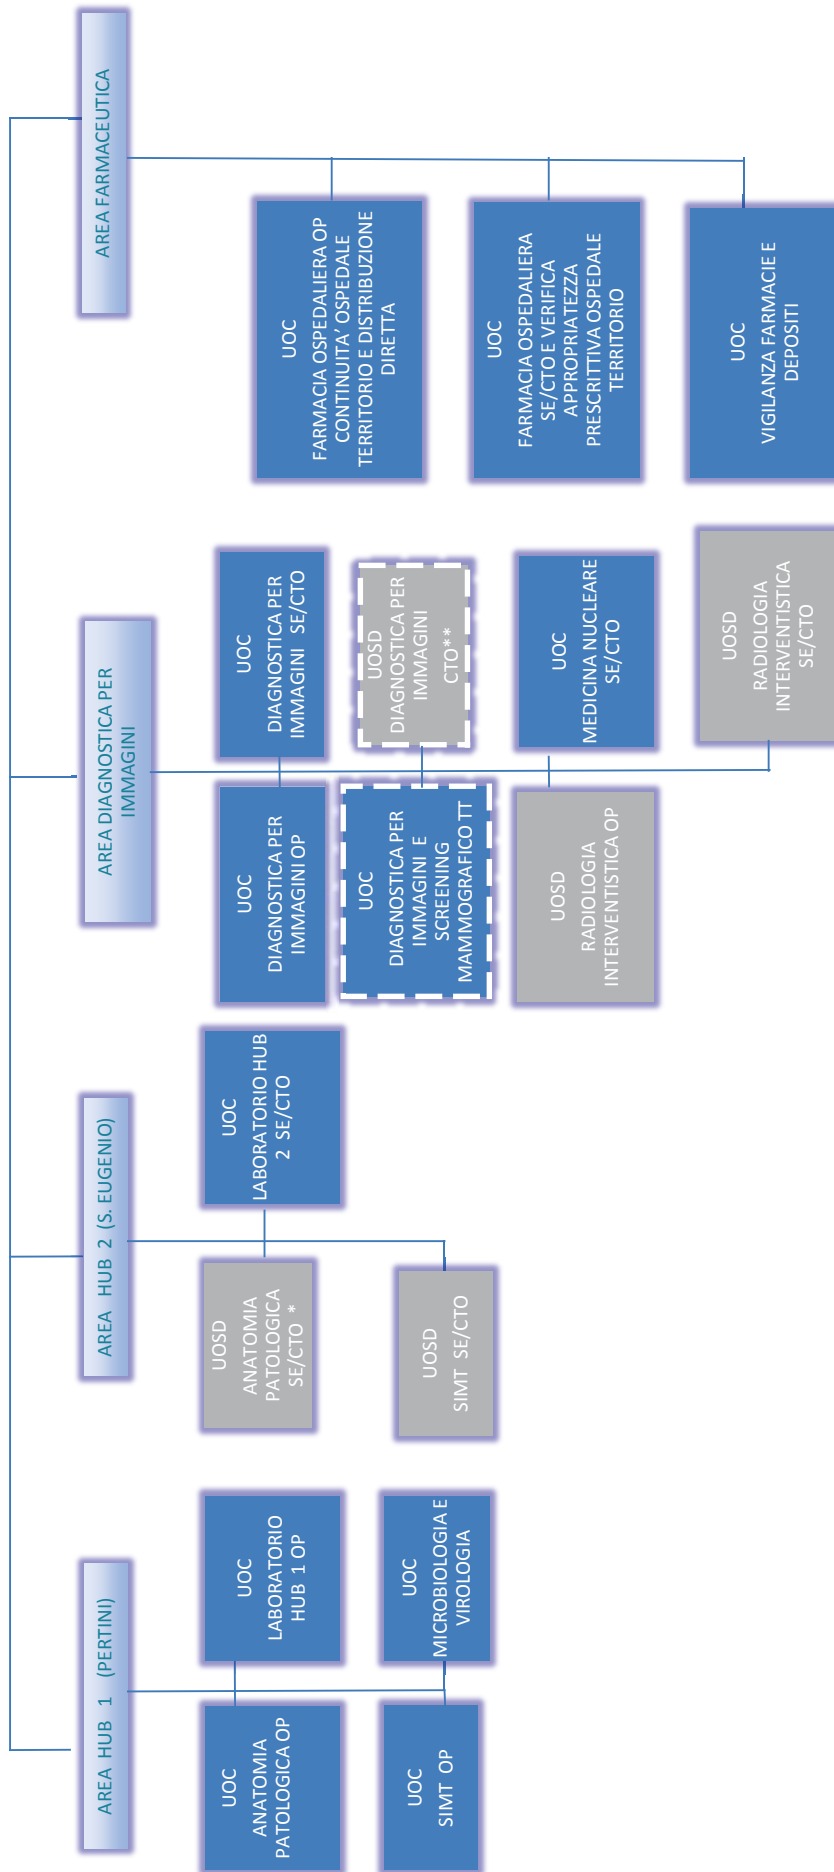 AREA HUB 1 (PERTINI)
UOC
ANATOMIA
PATOLOGICA OP
UOC
LABORATORIO
HUB 1 OP
UOC
SIMT OP
UOC
MICROBIOLOGIA E
VIROLOGIA
AREA HUB 2 (S. EUGENIO)
UOSD
ANATOMIA
PATOLOGICA
SE/CTO *
UOC
LABORATORIO HUB
2 SE/CTO
UOSD
SIMT SE/CTO
AREA DIAGNOSTICA PER
IMMAGINI
UOC
DIAGNOSTICA PER
IMMAGINI OP
UOC
DIAGNOSTICA PER
IMMAGINI SE/CTO
UOC
DIAGNOSTICA PER
IMMAGINI E
SCREENING
MAMMOGRAFICO TT
UOSD
DIAGNOSTICA PER
IMMAGINI
CTO**
UOSD
RADIOLOGIA
INTERVENTISTICA OP
UOC
MEDICINA NUCLEARE
SE/CTO
UOSD
RADIOLOGIA
INTERVENTISTICA
SE/CTO
AREA FARMACEUTICA
UOC
FARMACIA OSPEDALIERA OP
CONTINUITA’ OSPEDALE
TERRITORIO E DISTRIBUZIONE
DIRETTA
UOC
FARMACIA OSPEDALIERA
SE/CTO E VERIFICA
APPROPRIATEZZA
PRESCRITTIVA OSPEDALE
TERRITORIO
UOC
VIGILANZA FARMACIE E
DEPOSITI